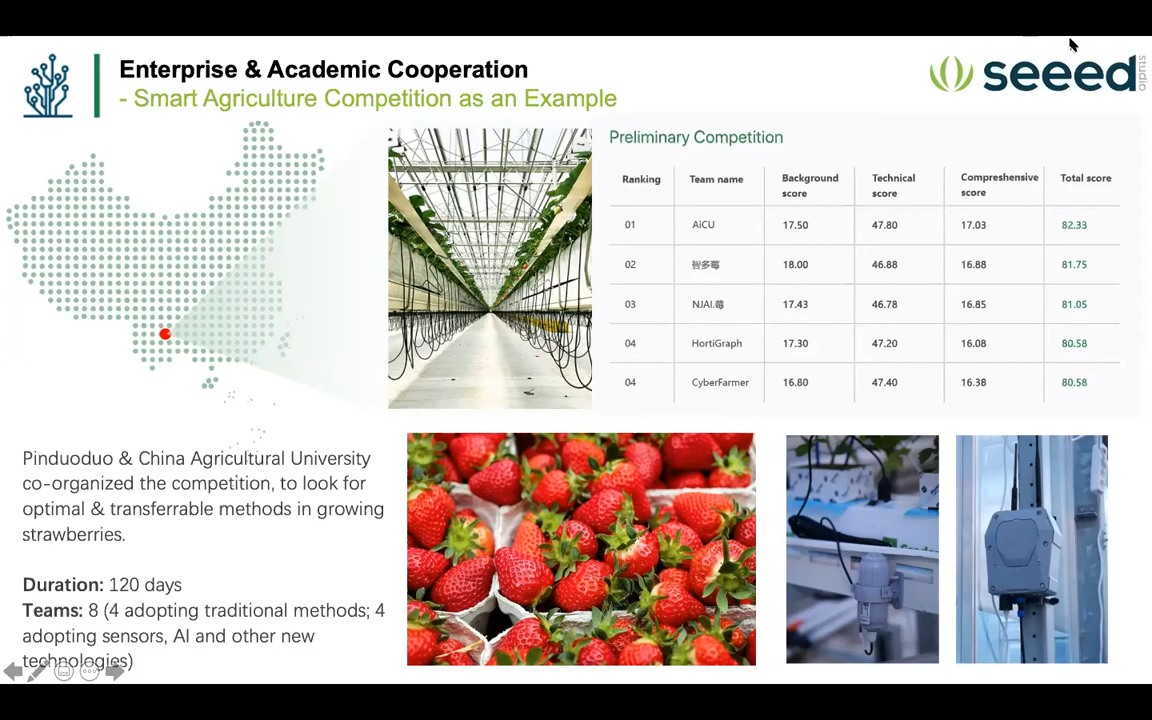 Enterprise & Academic Cooperation
- Smart Agriculture Competition as an Example
seeed
studio
Preliminary Competition
Ranking Team name Background score Technical score Compreshensive score Total score
01 AiCU 17.50 47.80 17.03 82.33
02 智多莓 18.00 46.88 16.88 81.75
03 NJAI.莓 17.43 46.78 16.85 81.05
04 HortiGraph 17.30 47.20 16.08 80.58
04 CyberFarmer 16.80 47.40 16.38 80.58
Pinduoduo & China Agricultural University
co-organized the competition, to look for
optimal & transferrable methods in growing
strawberries.
Duration: 120 days
Teams: 8 (4 adopting traditional methods; 4
adopting sensors, AI and other new
technologies)